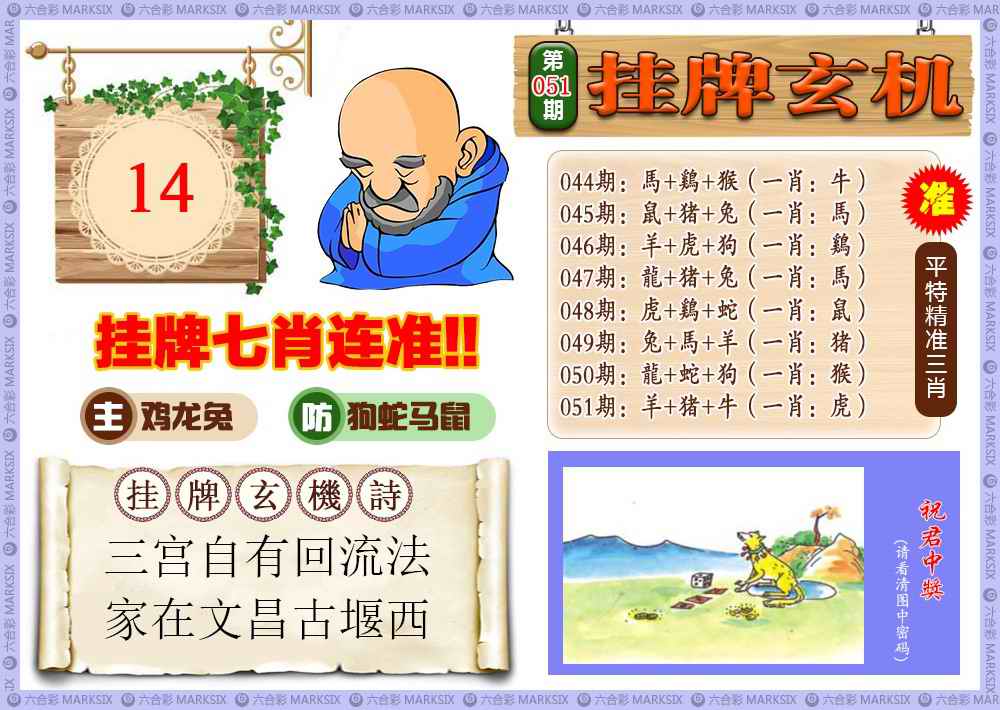 六合彩 MARKSIX
第051期
挂牌玄机
14
044期：馬+鷄+猴（一肖：牛）
045期：鼠+猪+兔（一肖：馬）
046期：羊+虎+狗（一肖：鷄）
047期：龍+猪+兔（一肖：馬）
048期：虎+鷄+蛇（一肖：鼠）
049期：兔+馬+羊（一肖：猪）
050期：龍+蛇+狗（一肖：猴）
051期：羊+猪+牛（一肖：虎）
准
平特精准三肖
挂牌七肖连准!!
主 鸡龙兔
防 狗蛇马鼠
挂牌玄機詩
三宫自有回流法
家在文昌古堰西
祝君中獎
（请看清图中密码）